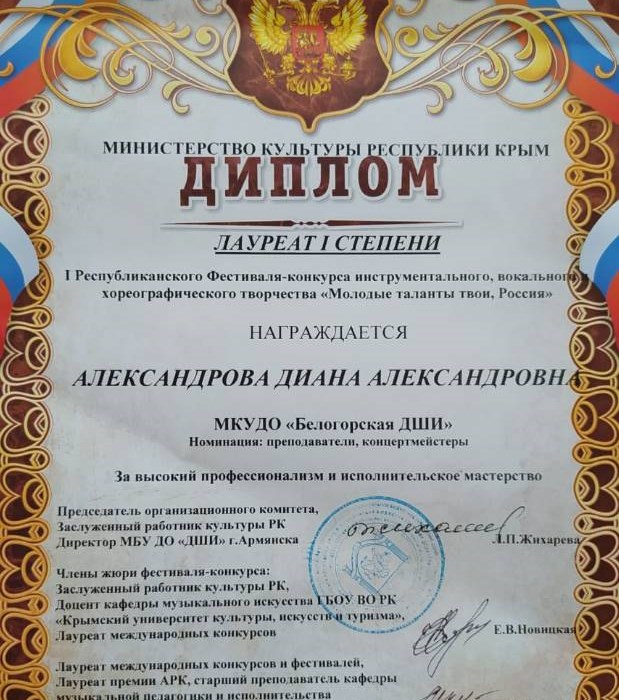 МИНИСТЕРСТВО КУЛЬТУРЫ РЕСПУБЛИКИ КРЫМ
ДИПЛОМ
ЛАУРЕАТ I СТЕПЕНИ
I Республиканского Фестиваля-конкурса инструментального, вокального и
хореографического творчества «Молодые таланты твои, Россия»
НАГРАЖДАЕТСЯ
АЛЕКСАНДРОВА ДИАНА АЛЕКСАНДРОВНА
МКУДО «Белогорская ДШИ»
Номинация: преподаватели, концертмейстеры
За высокий профессионализм и исполнительское мастерство
Председатель организационного комитета,
Заслуженный работник культуры РК
Директор МБУ ДО «ДШИ» г.Армянска Л.П.Жихарева
Члены жюри фестиваля-конкурса:
Заслуженный работник культуры РК,
Доцент кафедры музыкального искусства ГБОУ ВО РК
«Крымский университет культуры, искусств и туризма»,
Лауреат международных конкурсов Е.В.Новицкая
Лауреат международных конкурсов и фестивалей,
Лауреат премии АРК, старший преподаватель кафедры
музыкальной педагогики и исполнительства